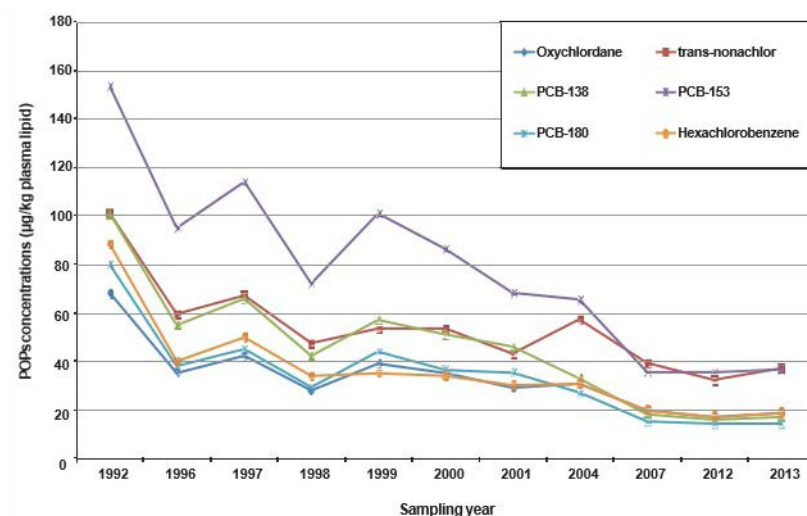 180
160
140
120
100
80
60
40
20
0
POPs concentrations (µg/kg plasma lipid)
Oxychlordane
trans-nonachlor
PCB-138
PCB-153
PCB-180
Hexachlorobenzene
1992 1996 1997 1998 1999 2000 2001 2004 2007 2012 2013
Sampling year